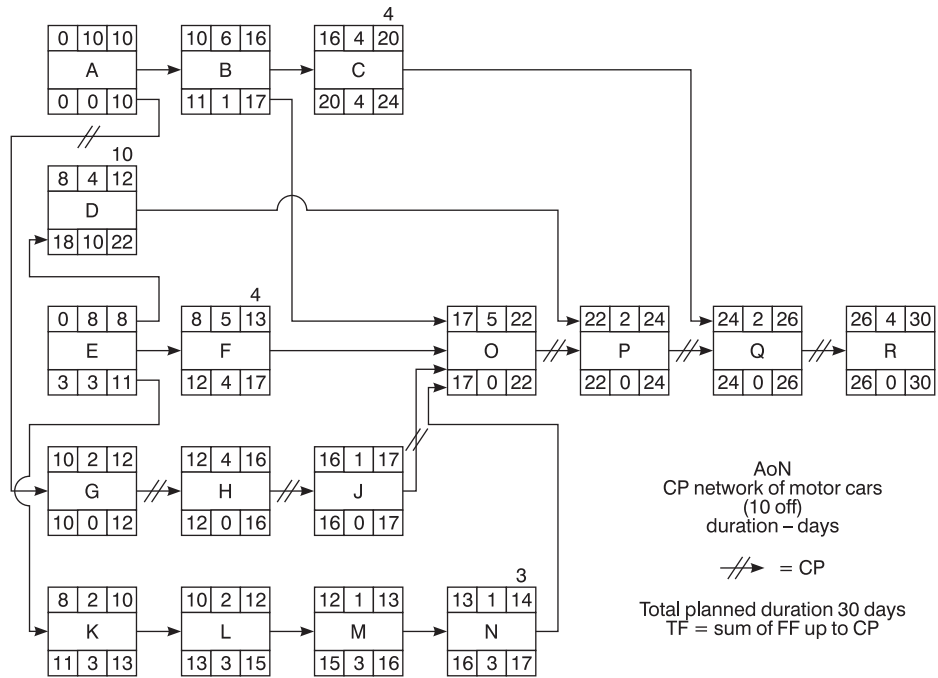 4
0 10 10
10 6 16
16 4 20
A
B
C
0 0 10
11 1 17
20 4 24
10
8 4 12
D
18 10 22
4
0 8 8
8 5 13
17 5 22
22 2 24
24 2 26
26 4 30
E
F
O
P
Q
R
3 3 11
12 4 17
17 0 22
22 0 24
24 0 26
26 0 30
10 2 12
12 4 16
16 1 17
G
H
J
10 0 12
12 0 16
16 0 17
AoN
CP network of motor cars
(10 off)
duration – days
= CP
Total planned duration 30 days
TF = sum of FF up to CP
3
8 2 10
10 2 12
12 1 13
13 1 14
K
L
M
N
11 3 13
13 3 15
15 3 16
16 3 17